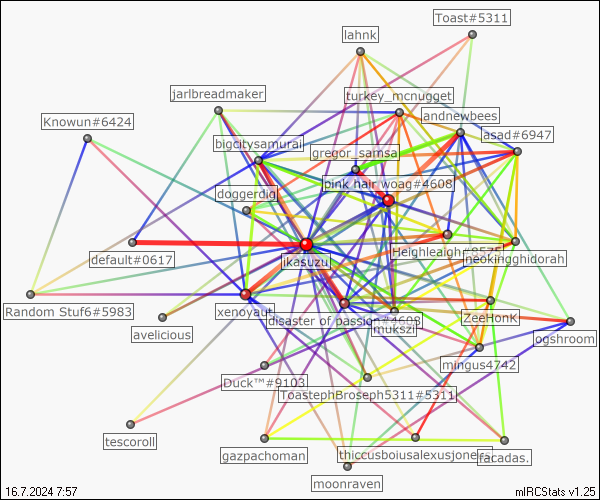 Toast#5311
lahnk
jarlbreadmaker
turkey_mcnugget
Knowun#6424
andnewbees
asad#6947
bigcitysamurai
gregor_samsa
pink hair woag#4608
doggerdig
default#0617
ikasuzu
Heighleaigh#8575
neokingghidorah
Random Stuf6#5983
xenoyaut
disaster of passion#4608
mukszi
ZeeHonK
avelicious
ogshroom
mingus4742
Duck™#9103
ToastephBroseph5311#5311
tescoroll
gazpachoman
thiccusboiusalexusjones
facadas.
moonraven
16.7.2024 7:57
mIRCStats v1.25